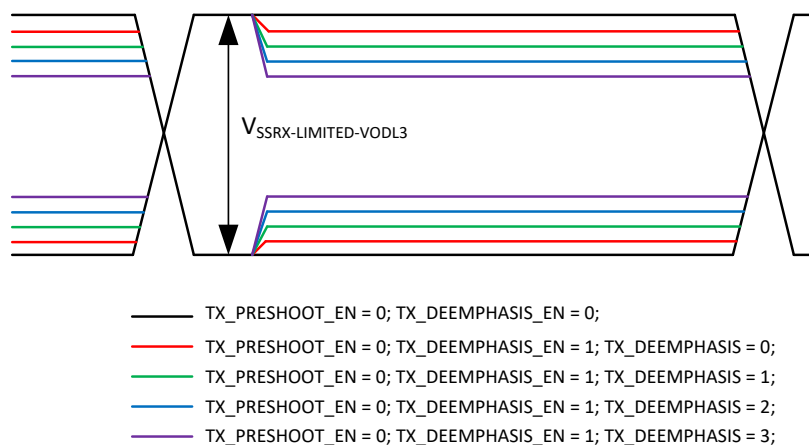 VSSRX-LIMITED-VODL3
TX_PRESHOOT_EN = 0; TX_DEEMPHASIS_EN = 0;
TX_PRESHOOT_EN = 0; TX_DEEMPHASIS_EN = 1; TX_DEEMPHASIS = 0;
TX_PRESHOOT_EN = 0; TX_DEEMPHASIS_EN = 1; TX_DEEMPHASIS = 1;
TX_PRESHOOT_EN = 0; TX_DEEMPHASIS_EN = 1; TX_DEEMPHASIS = 2;
TX_PRESHOOT_EN = 0; TX_DEEMPHASIS_EN = 1; TX_DEEMPHASIS = 3;